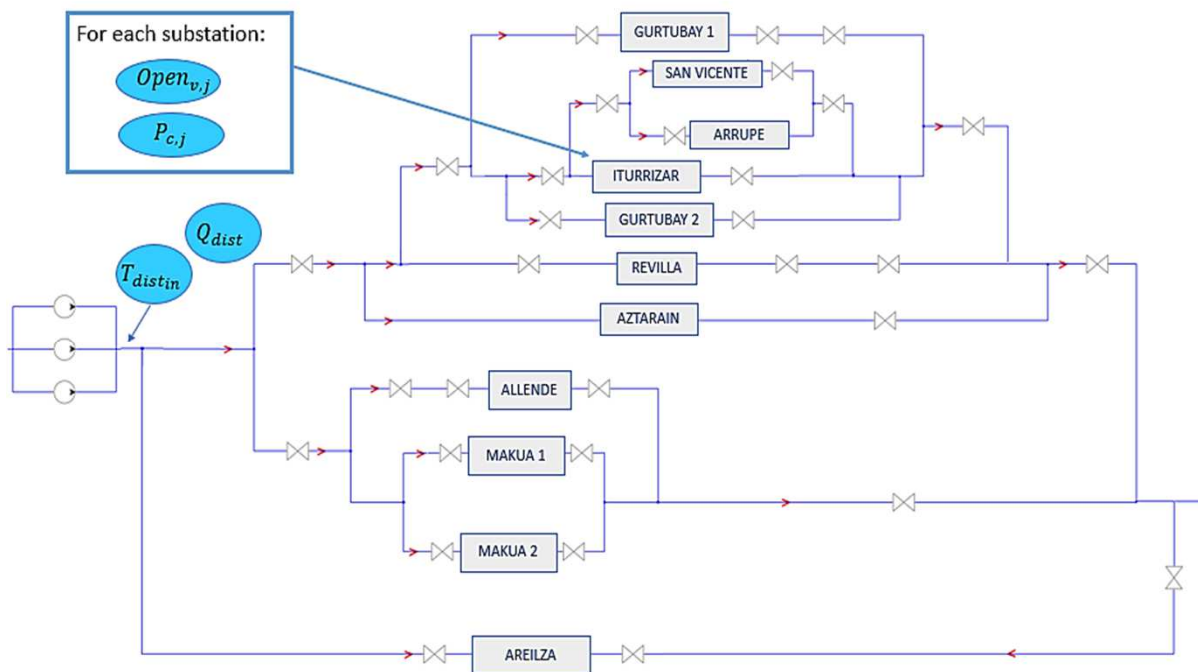 For each substation:
Open_{v,j}
P_{c,j}
Q_{dist}
T_{dist_{in}}
GURTUBAY 1
SAN VICENTE
ARRUPE
ITURRIZAR
GURTUBAY 2
REVILLA
AZTARAIN
ALLENDE
MAKUA 1
MAKUA 2
AREILZA